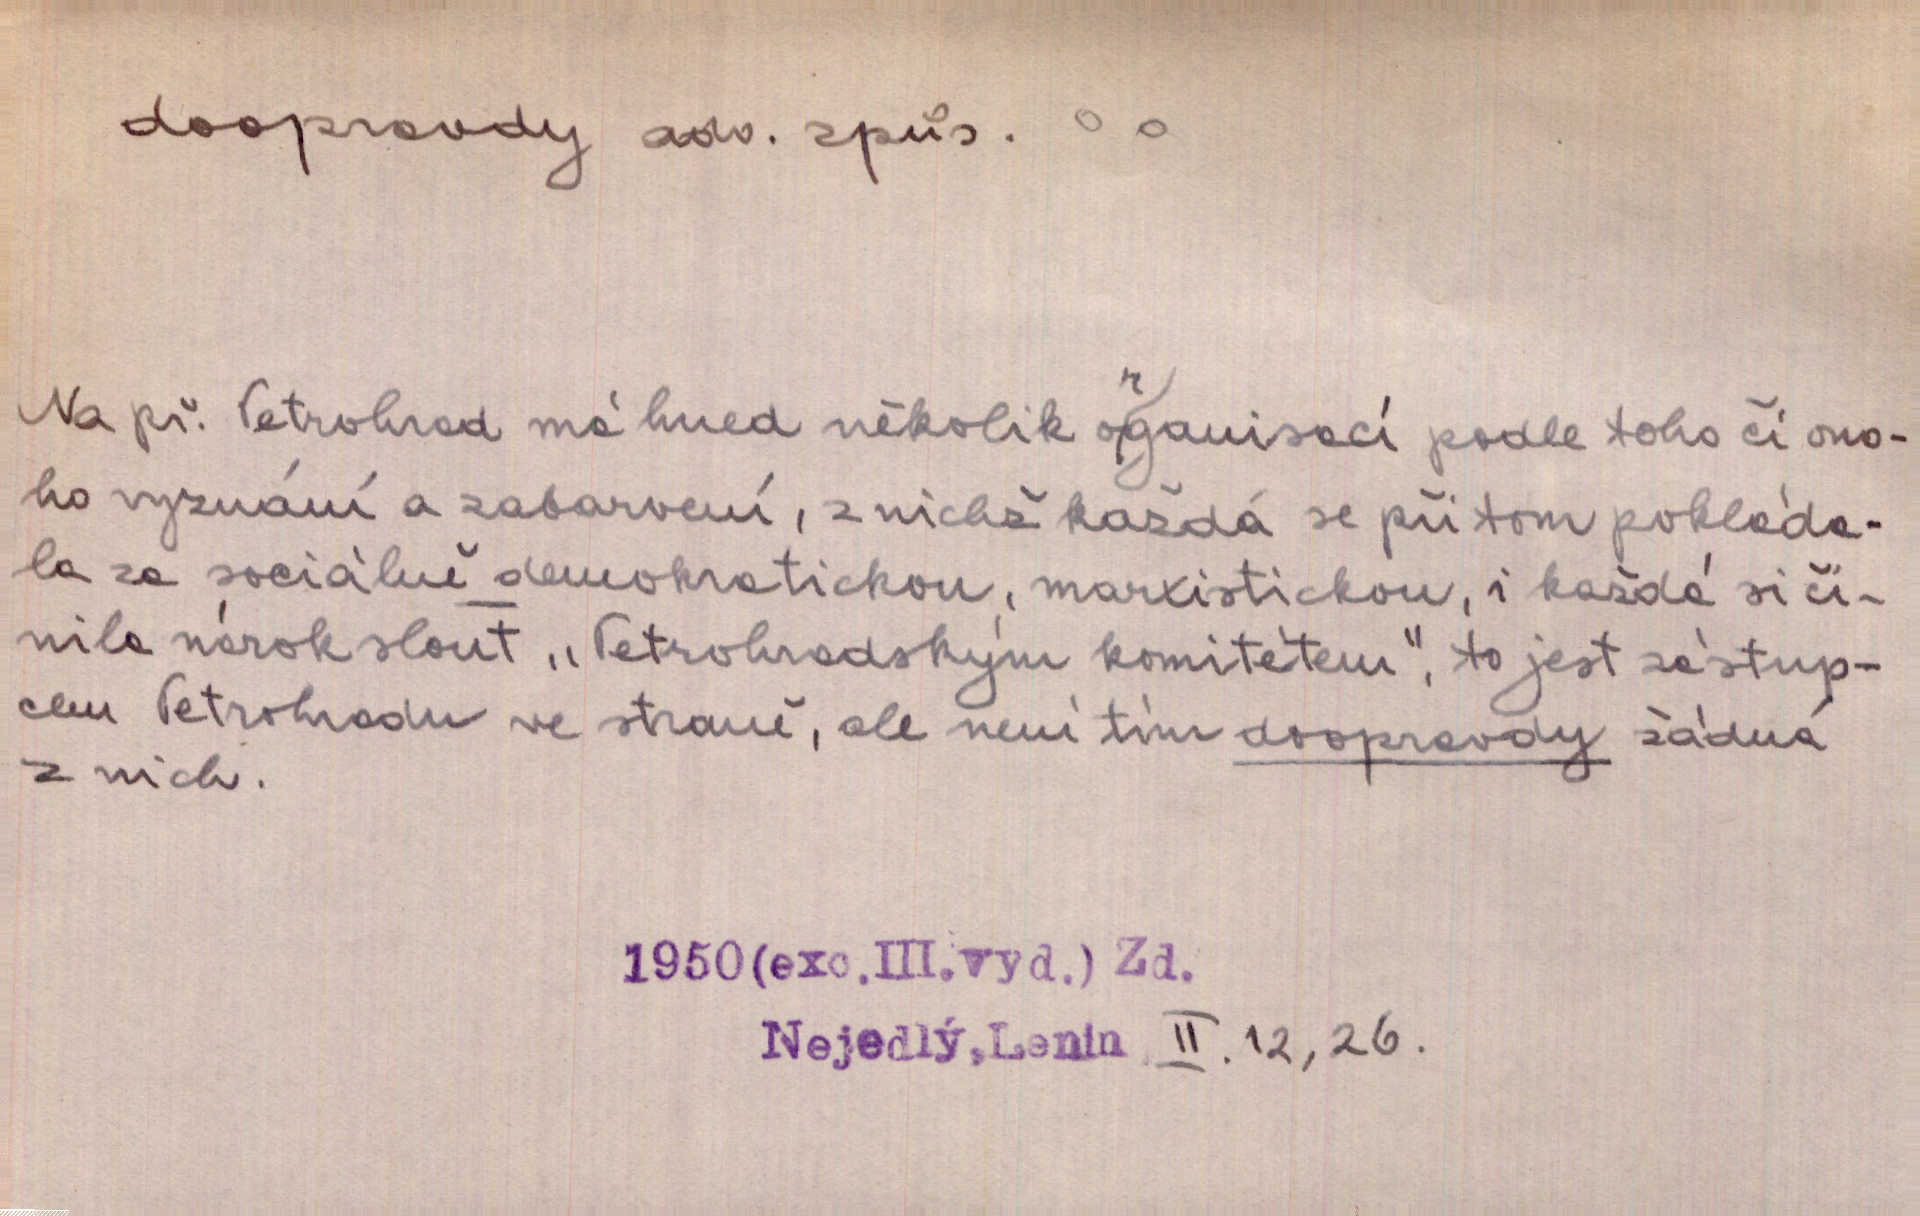 doopravdy adv. způs. o o
Na př. Petrohrad má hned několik organisací podle toho či ono-
ho vyznání a zabarvení, z nichž každá se při tom pokláda-
la za sociálně-demokratickou, marxistickou, i každá si či-
nila nárok slout „Petrohradským komitétem", to jest zástup-
cem Petrohradu ve straně, ale není tím doopravdy žádná
z nich.
1950(exc.III.vyd.) Zd.
Nejedlý,Lenin II. 12, 26.